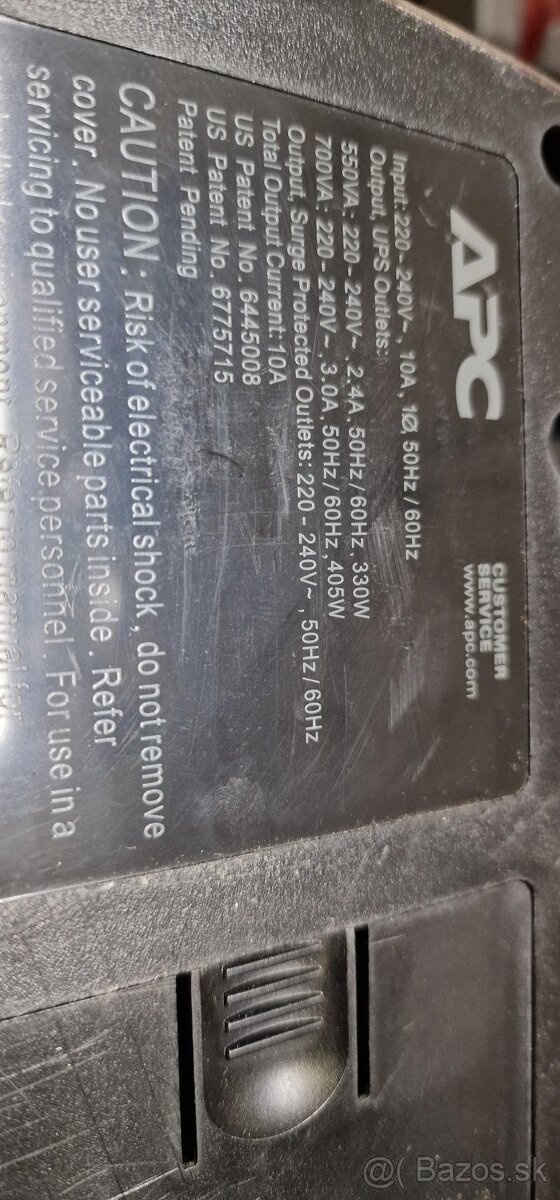 APC
CUSTOMER
SERVICE
www.apc.com
Input: 220 - 240V~, 10A, 1Ø, 50Hz / 60Hz
Output, UPS Outlets:
550VA: 220 - 240V~, 2.4A, 50Hz / 60Hz, 330W
700VA: 220 - 240V~, 3.0A, 50Hz / 60Hz, 405W
Output, Surge Protected Outlets: 220 - 240V~, 50Hz / 60Hz
Total Output Current: 10A
US Patent No. 6445008
US Patent No. 6775715
Patent Pending
CAUTION : Risk of electrical shock, do not remove
cover. No user serviceable parts inside. Refer
servicing to qualified service personnel For use in a
Refer to manual for
@( Bazos.sk